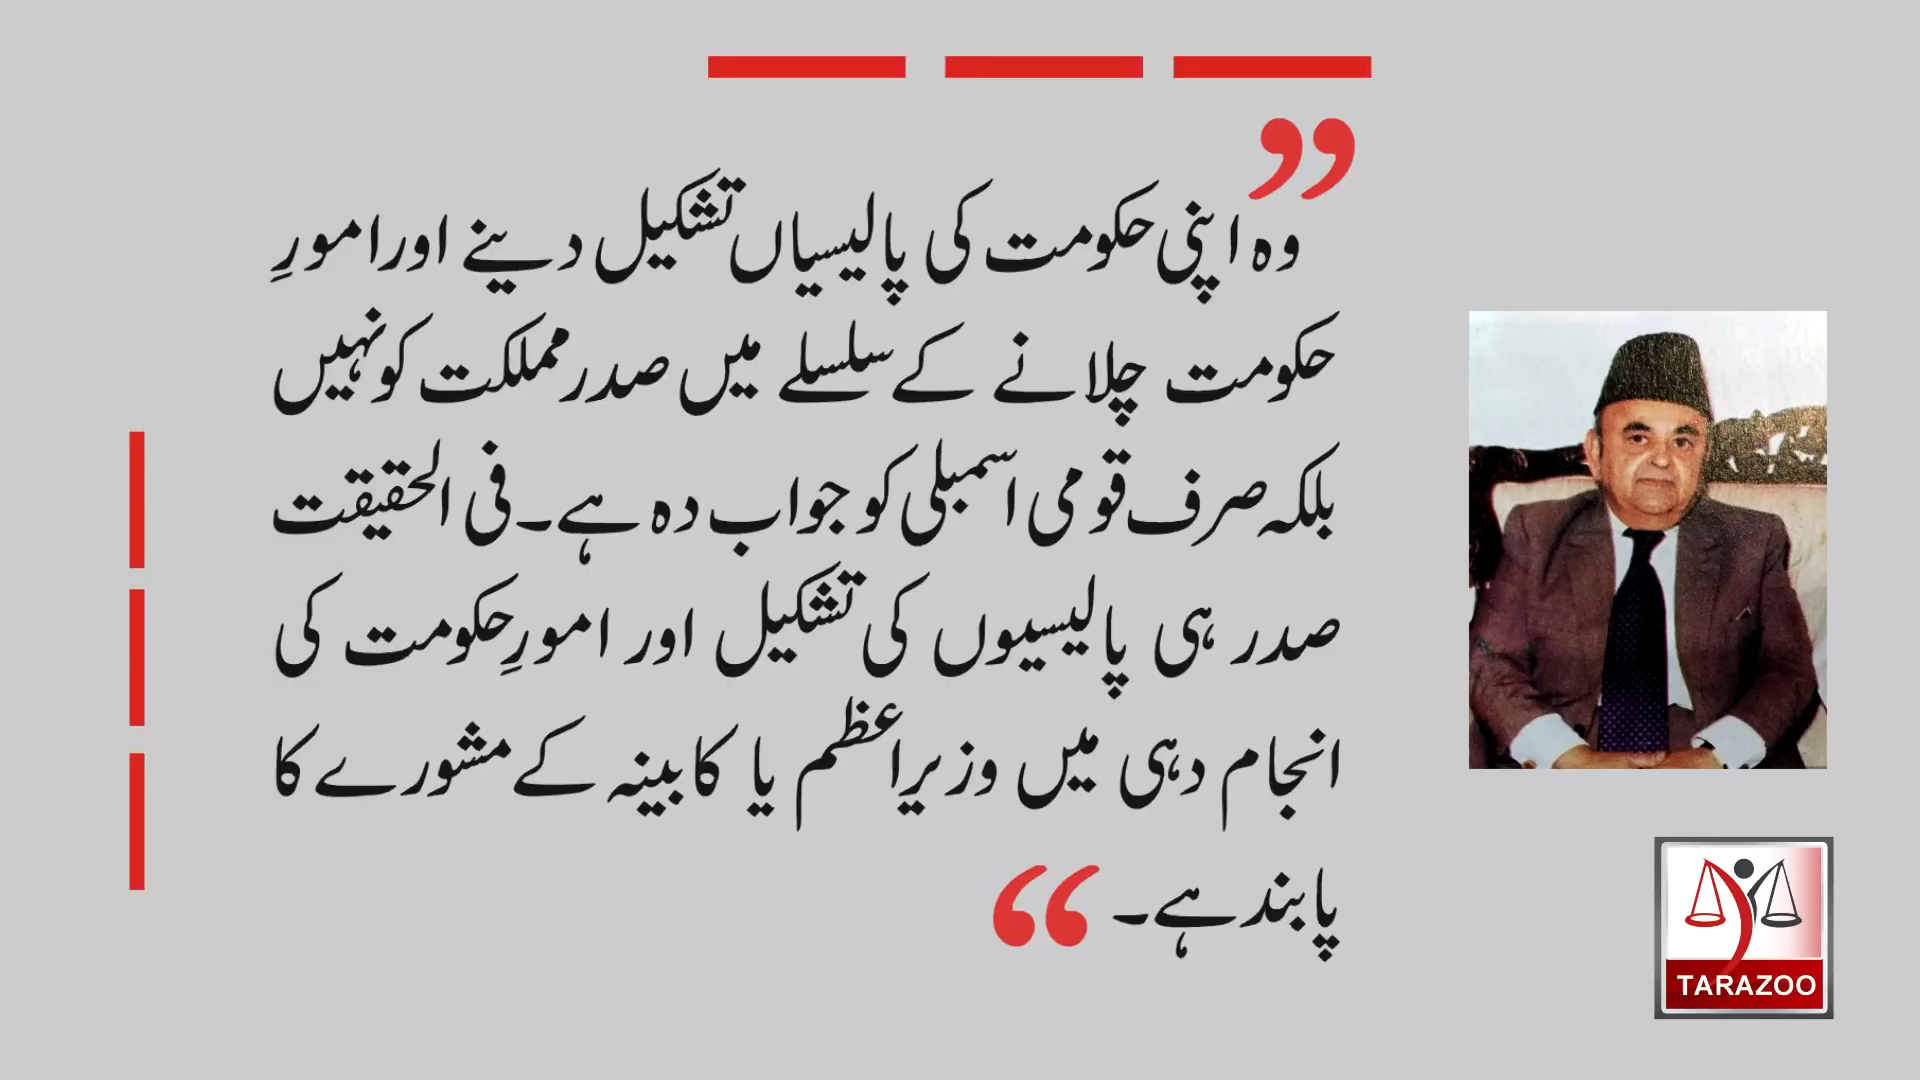 وہ اپنی حکومت کی پالیسیاں تشکیل دینے اور امورِ
حکومت چلانے کے سلسلے میں صدر مملکت کو نہیں
بلکہ صرف قومی اسمبلی کو جواب دہ ہے۔ فی الحقیقت
صدر ہی پالیسیوں کی تشکیل اور امورِ حکومت کی
انجام دہی میں وزیراعظم یا کابینہ کے مشورے کا
پابند ہے۔
TARAZOO